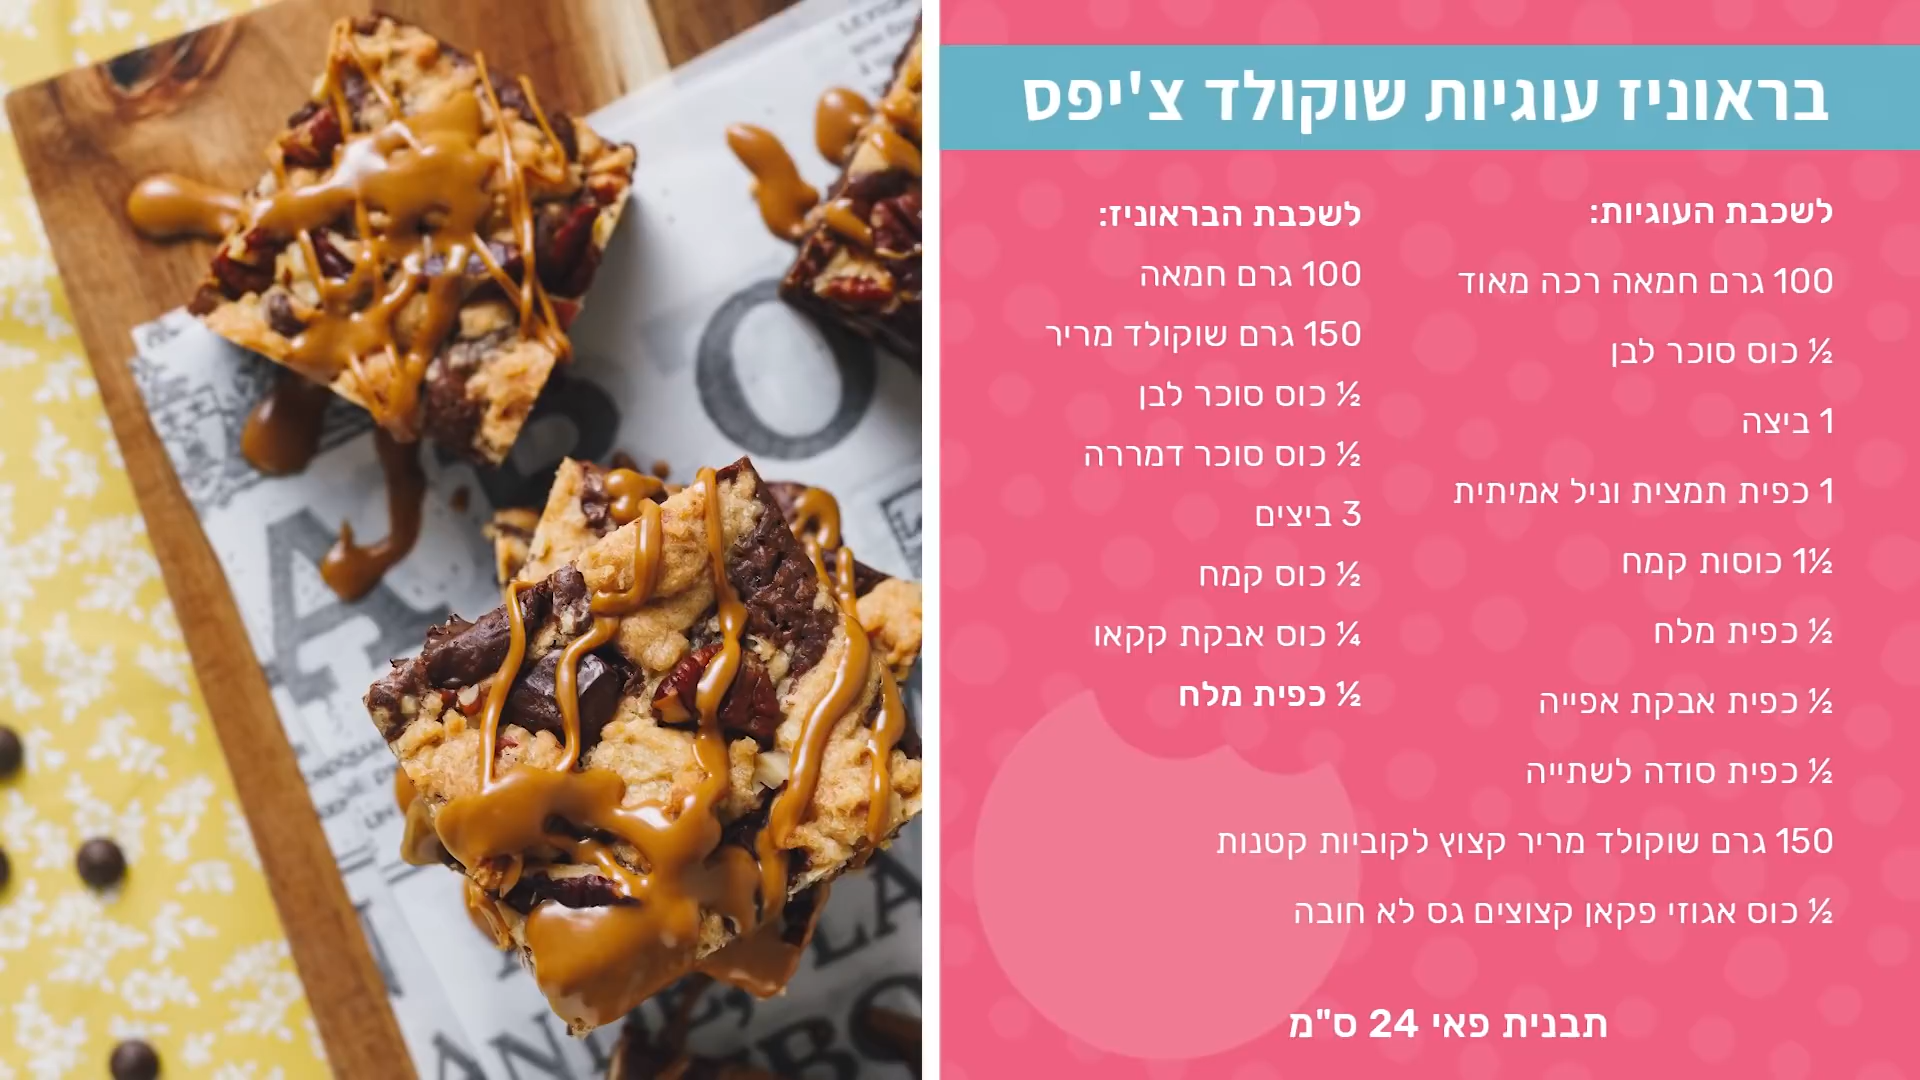 בראוניז עוגיות שוקולד צ'יפס
לשכבת העוגיות:
100 גרם חמאה רכה מאוד
½ כוס סוכר לבן
1 ביצה
1 כפית תמצית וניל אמיתית
1½ כוסות קמח
½ כפית מלח
½ כפית אבקת אפייה
½ כפית סודה לשתייה
150 גרם שוקולד מריר קצוץ לקוביות קטנות
½ כוס אגוזי פקאן קצוצים גס לא חובה
לשכבת הבראוניז:
100 גרם חמאה
150 גרם שוקולד מריר
½ כוס סוכר לבן
½ כוס סוכר דמררה
3 ביצים
½ כוס קמח
¼ כוס אבקת קקאו
½ כפית מלח
תבנית פאי 24 ס"מ